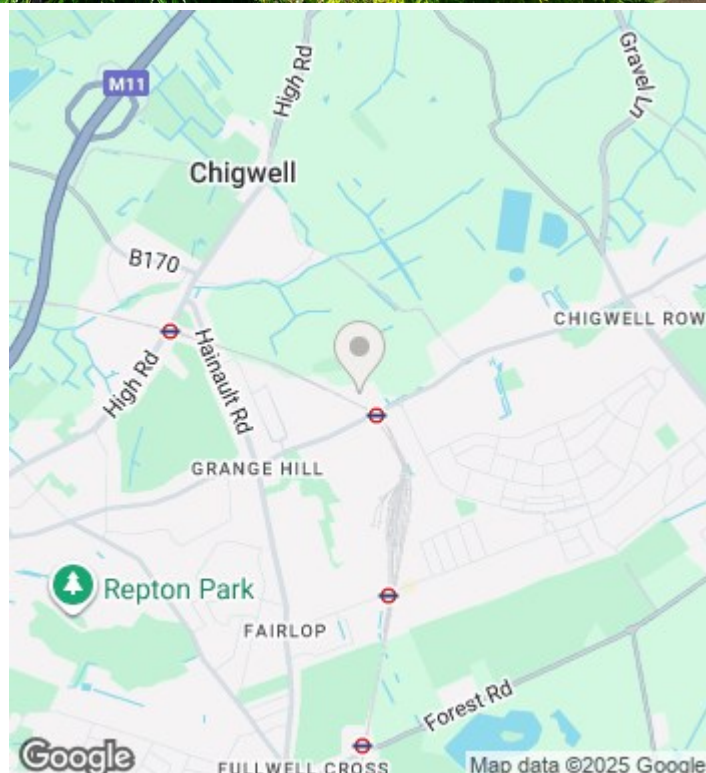 M11
High Rd
Gravel Ln
Chigwell
B170
CHIGWELL ROW
High Rd
Hainault Rd
GRANGE HILL
Repton Park
FAIRLOP
Forest Rd
Google
FULLWELL CROSS
Map data ©2025 Google